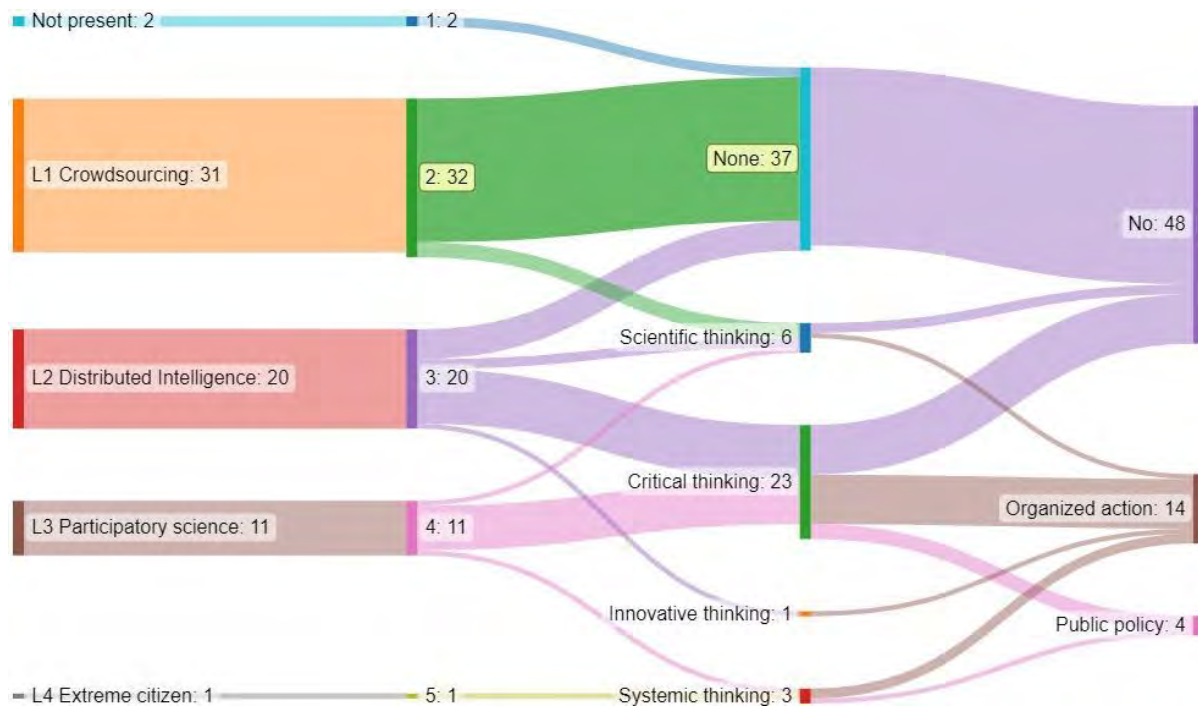 Not present: 2
1: 2
L1 Crowdsourcing: 31
2: 32
None: 37
No: 48
L2 Distributed Intelligence: 20
3: 20
Scientific thinking: 6
Critical thinking: 23
L3 Participatory science: 11
4: 11
Organized action: 14
Innovative thinking: 1
Public policy: 4
L4 Extreme citizen: 1
5: 1
Systemic thinking: 3